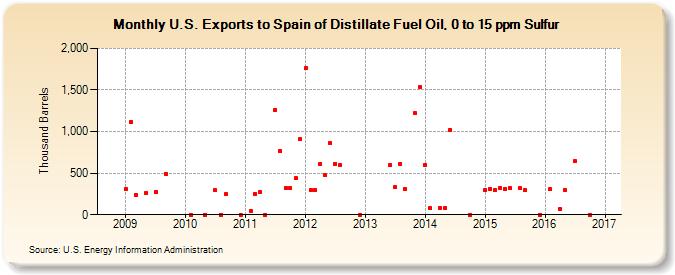 Monthly U.S. Exports to Spain of Distillate Fuel Oil, 0 to 15 ppm Sulfur
Thousand Barrels
2,000
1,500
1,000
500
0
2009 2010 2011 2012 2013 2014 2015 2016 2017
Source: U.S. Energy Information Administration